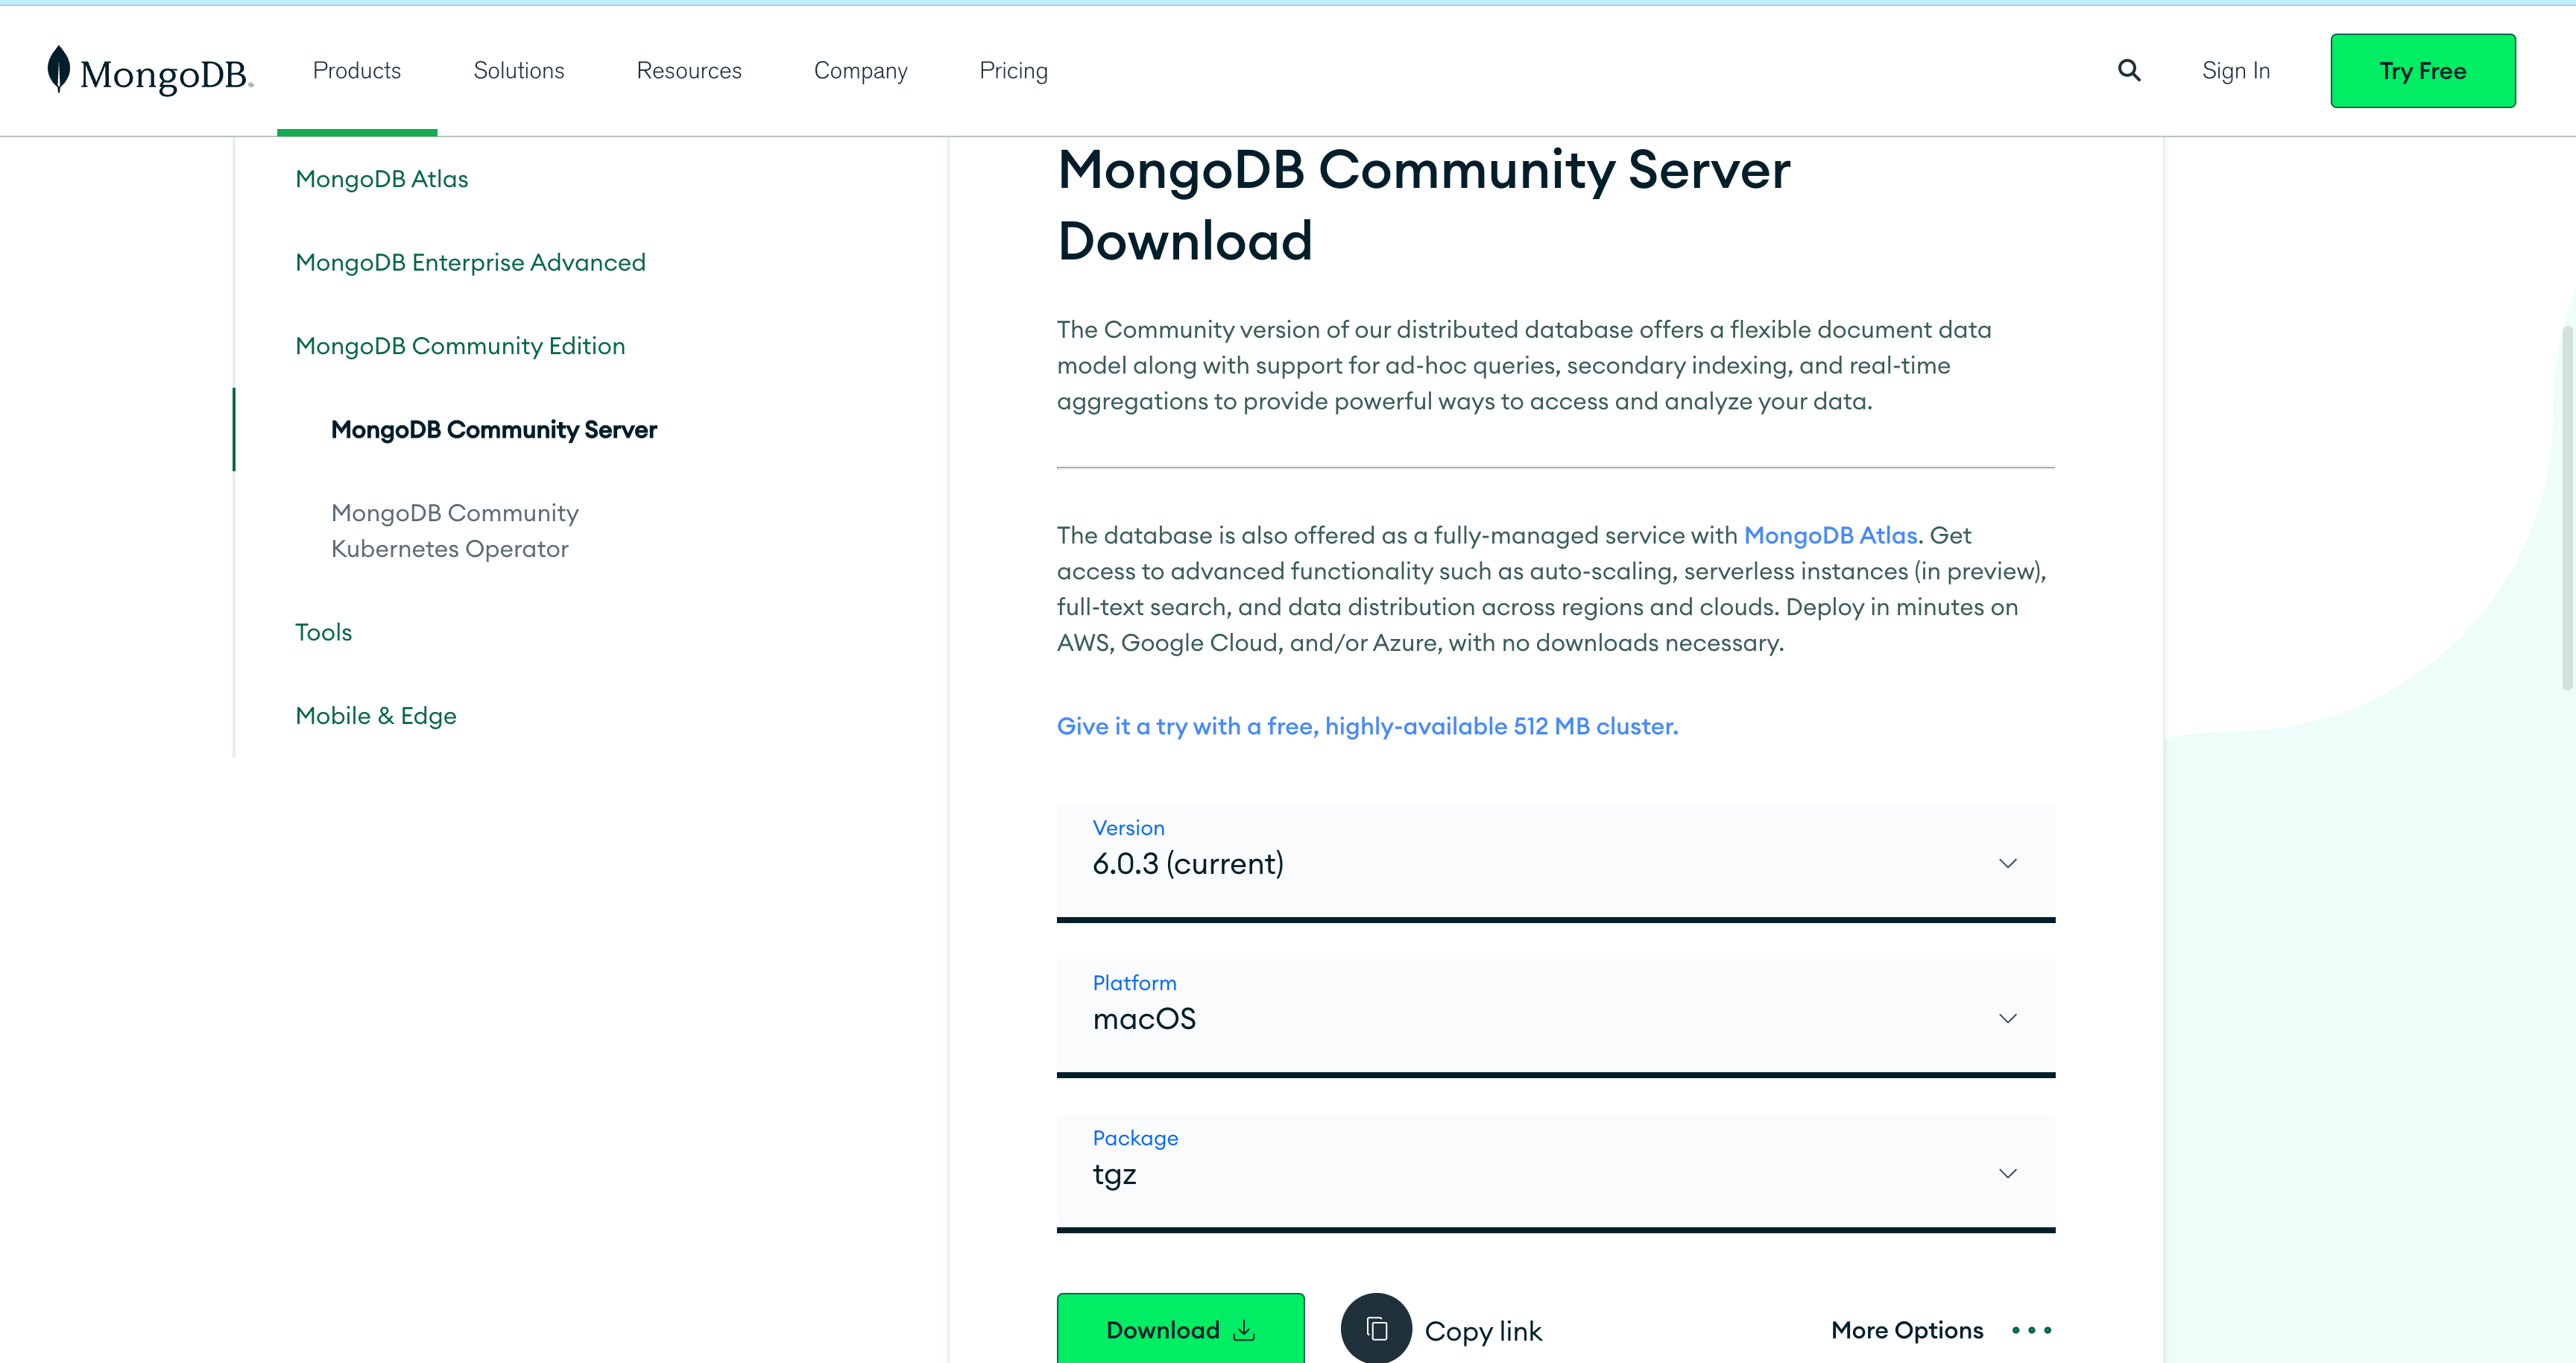 MongoDB®
Products
Solutions
Resources
Company
Pricing
Sign In
Try Free
MongoDB Atlas
MongoDB Enterprise Advanced
MongoDB Community Edition
MongoDB Community Server
MongoDB Community
Kubernetes Operator
Tools
Mobile & Edge
MongoDB Community Server
Download
The Community version of our distributed database offers a flexible document data
model along with support for ad-hoc queries, secondary indexing, and real-time
aggregations to provide powerful ways to access and analyze your data.
The database is also offered as a fully-managed service with MongoDB Atlas. Get
access to advanced functionality such as auto-scaling, serverless instances (in preview),
full-text search, and data distribution across regions and clouds. Deploy in minutes on
AWS, Google Cloud, and/or Azure, with no downloads necessary.
Give it a try with a free, highly-available 512 MB cluster.
Version
6.0.3 (current)
Platform
macOS
Package
tgz
Download
Copy link
More Options